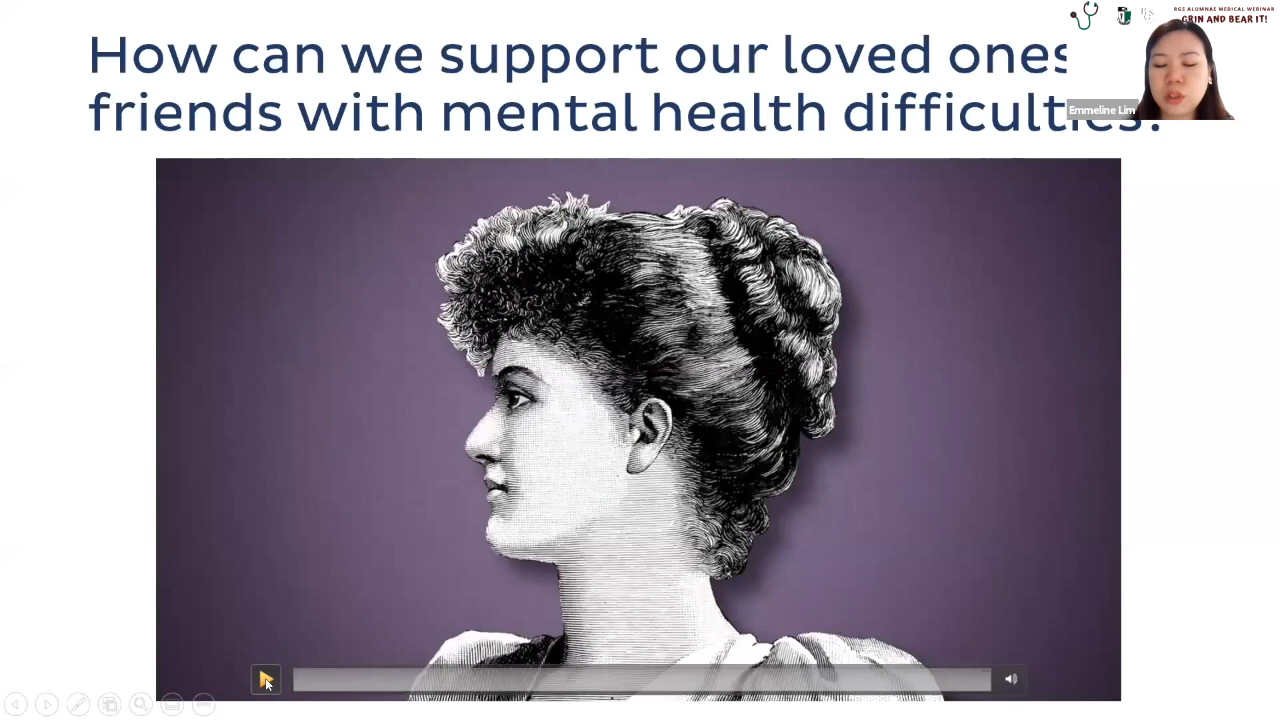 RGS ALUMNAE MEDICAL WEBINAR
GRIN AND BEAR IT!
How can we support our loved ones
friends with mental health difficulties?
Emmeline Lim